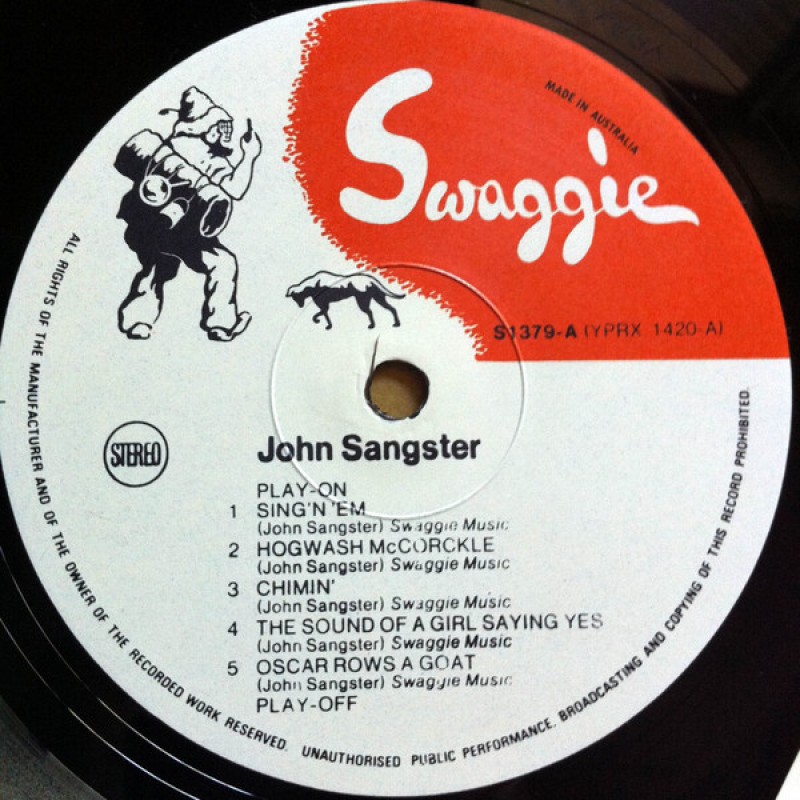 Swaggie
MADE IN AUSTRALIA
S1379-A (YPRX 1420-A)
STEREO
John Sangster
PLAY-ON
1 SING'N 'EM
(John Sangster) Swaggie Music
2 HOGWASH McCORCKLE
(John Sangster) Swaggie Music
3 CHIMIN'
(John Sangster) Swaggie Music
4 THE SOUND OF A GIRL SAYING YES
(John Sangster) Swaggie Music
5 OSCAR ROWS A GOAT
(John Sangster) Swaggie Music
PLAY-OFF
ALL RIGHTS OF THE MANUFACTURER AND OF THE OWNER OF THE RECORDED WORK RESERVED. UNAUTHORISED PUBLIC PERFORMANCE, BROADCASTING AND COPYING OF THIS RECORD PROHIBITED.